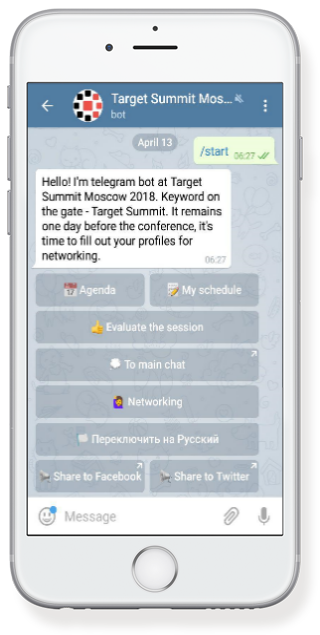 Target Summit Mos...
bot
April 13
/start 06:27
Hello! I'm telegram bot at Target
Summit Moscow 2018. Keyword on
the gate - Target Summit. It remains
one day before the conference, it's
time to fill out your profiles for
networking.
06:27
Agenda
My schedule
Evaluate the session
To main chat
Networking
Переключить на Русский
Share to Facebook
Share to Twitter
Message